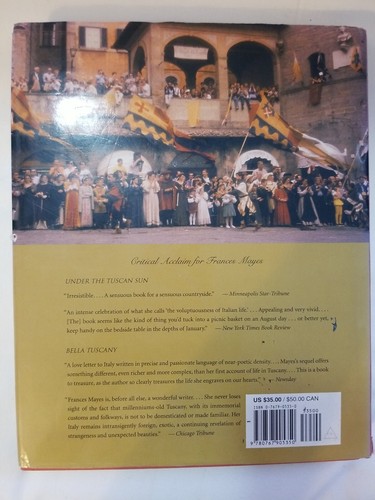 Critical Acclaim for Frances Mayes
UNDER THE TUSCAN SUN
"Irresistible. . . . A sensuous book for a sensuous countryside." —Minneapolis Star Tribune
"An intense celebration of what she calls 'the voluptuousness of Italian life.' . . . Appealing and very vivid. . . .
[The] book seems like the kind of thing you'd tuck into a picnic basket on an August day . . . or better yet,
keep handy on the bedside table in the depths of January." —New York Times Book Review
BELLA TUSCANY
"A love letter to Italy written in precise and passionate language of near-poetic density. . . . Mayes's sequel offers
something different, even richer and more complex, than her first account of life in Tuscany. . . . This is a book
to treasure, as the author so clearly treasures the life she engraves on our hearts." —Newsday
"Frances Mayes is, before all else, a wonderful writer. . . . She never loses
sight of the fact that millenniums-old Tuscany, with its immemorial
customs and folkways, is not to be domesticated or made familiar. Her
Italy remains intransigently foreign, exotic, a continuing revelation of
strangeness and unexpected beauties." —Chicago Tribune
US $35.00 / $50.00 CAN
ISBN 0-7679-0535-0
53500
9 780767 905350